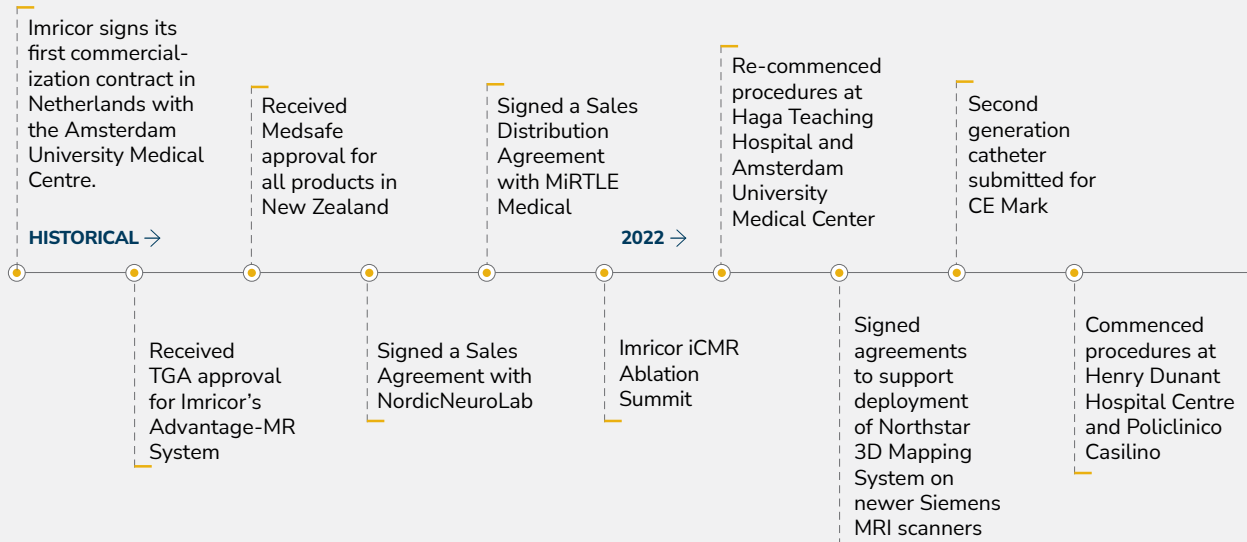 Imricor signs its
first commercial-
ization contract in
Netherlands with
the Amsterdam
University Medical
Centre.
HISTORICAL →
Received
TGA approval
for Imricor’s
Advantage-MR
System
Received
Medsafe
approval for
all products in
New Zealand
Signed a Sales
Agreement with
NordicNeuroLab
Signed a Sales
Distribution
Agreement
with MiRTLE
Medical
2022 →
Imricor iCMR
Ablation
Summit
Re-commenced
procedures at
Haga Teaching
Hospital and
Amsterdam
University
Medical Center
Signed
agreements
to support
deployment
of Northstar
3D Mapping
System on
newer Siemens
MRI scanners
Second
generation
catheter
submitted for
CE Mark
Commenced
procedures at
Henry Dunant
Hospital Centre
and Policlinico
Casilino